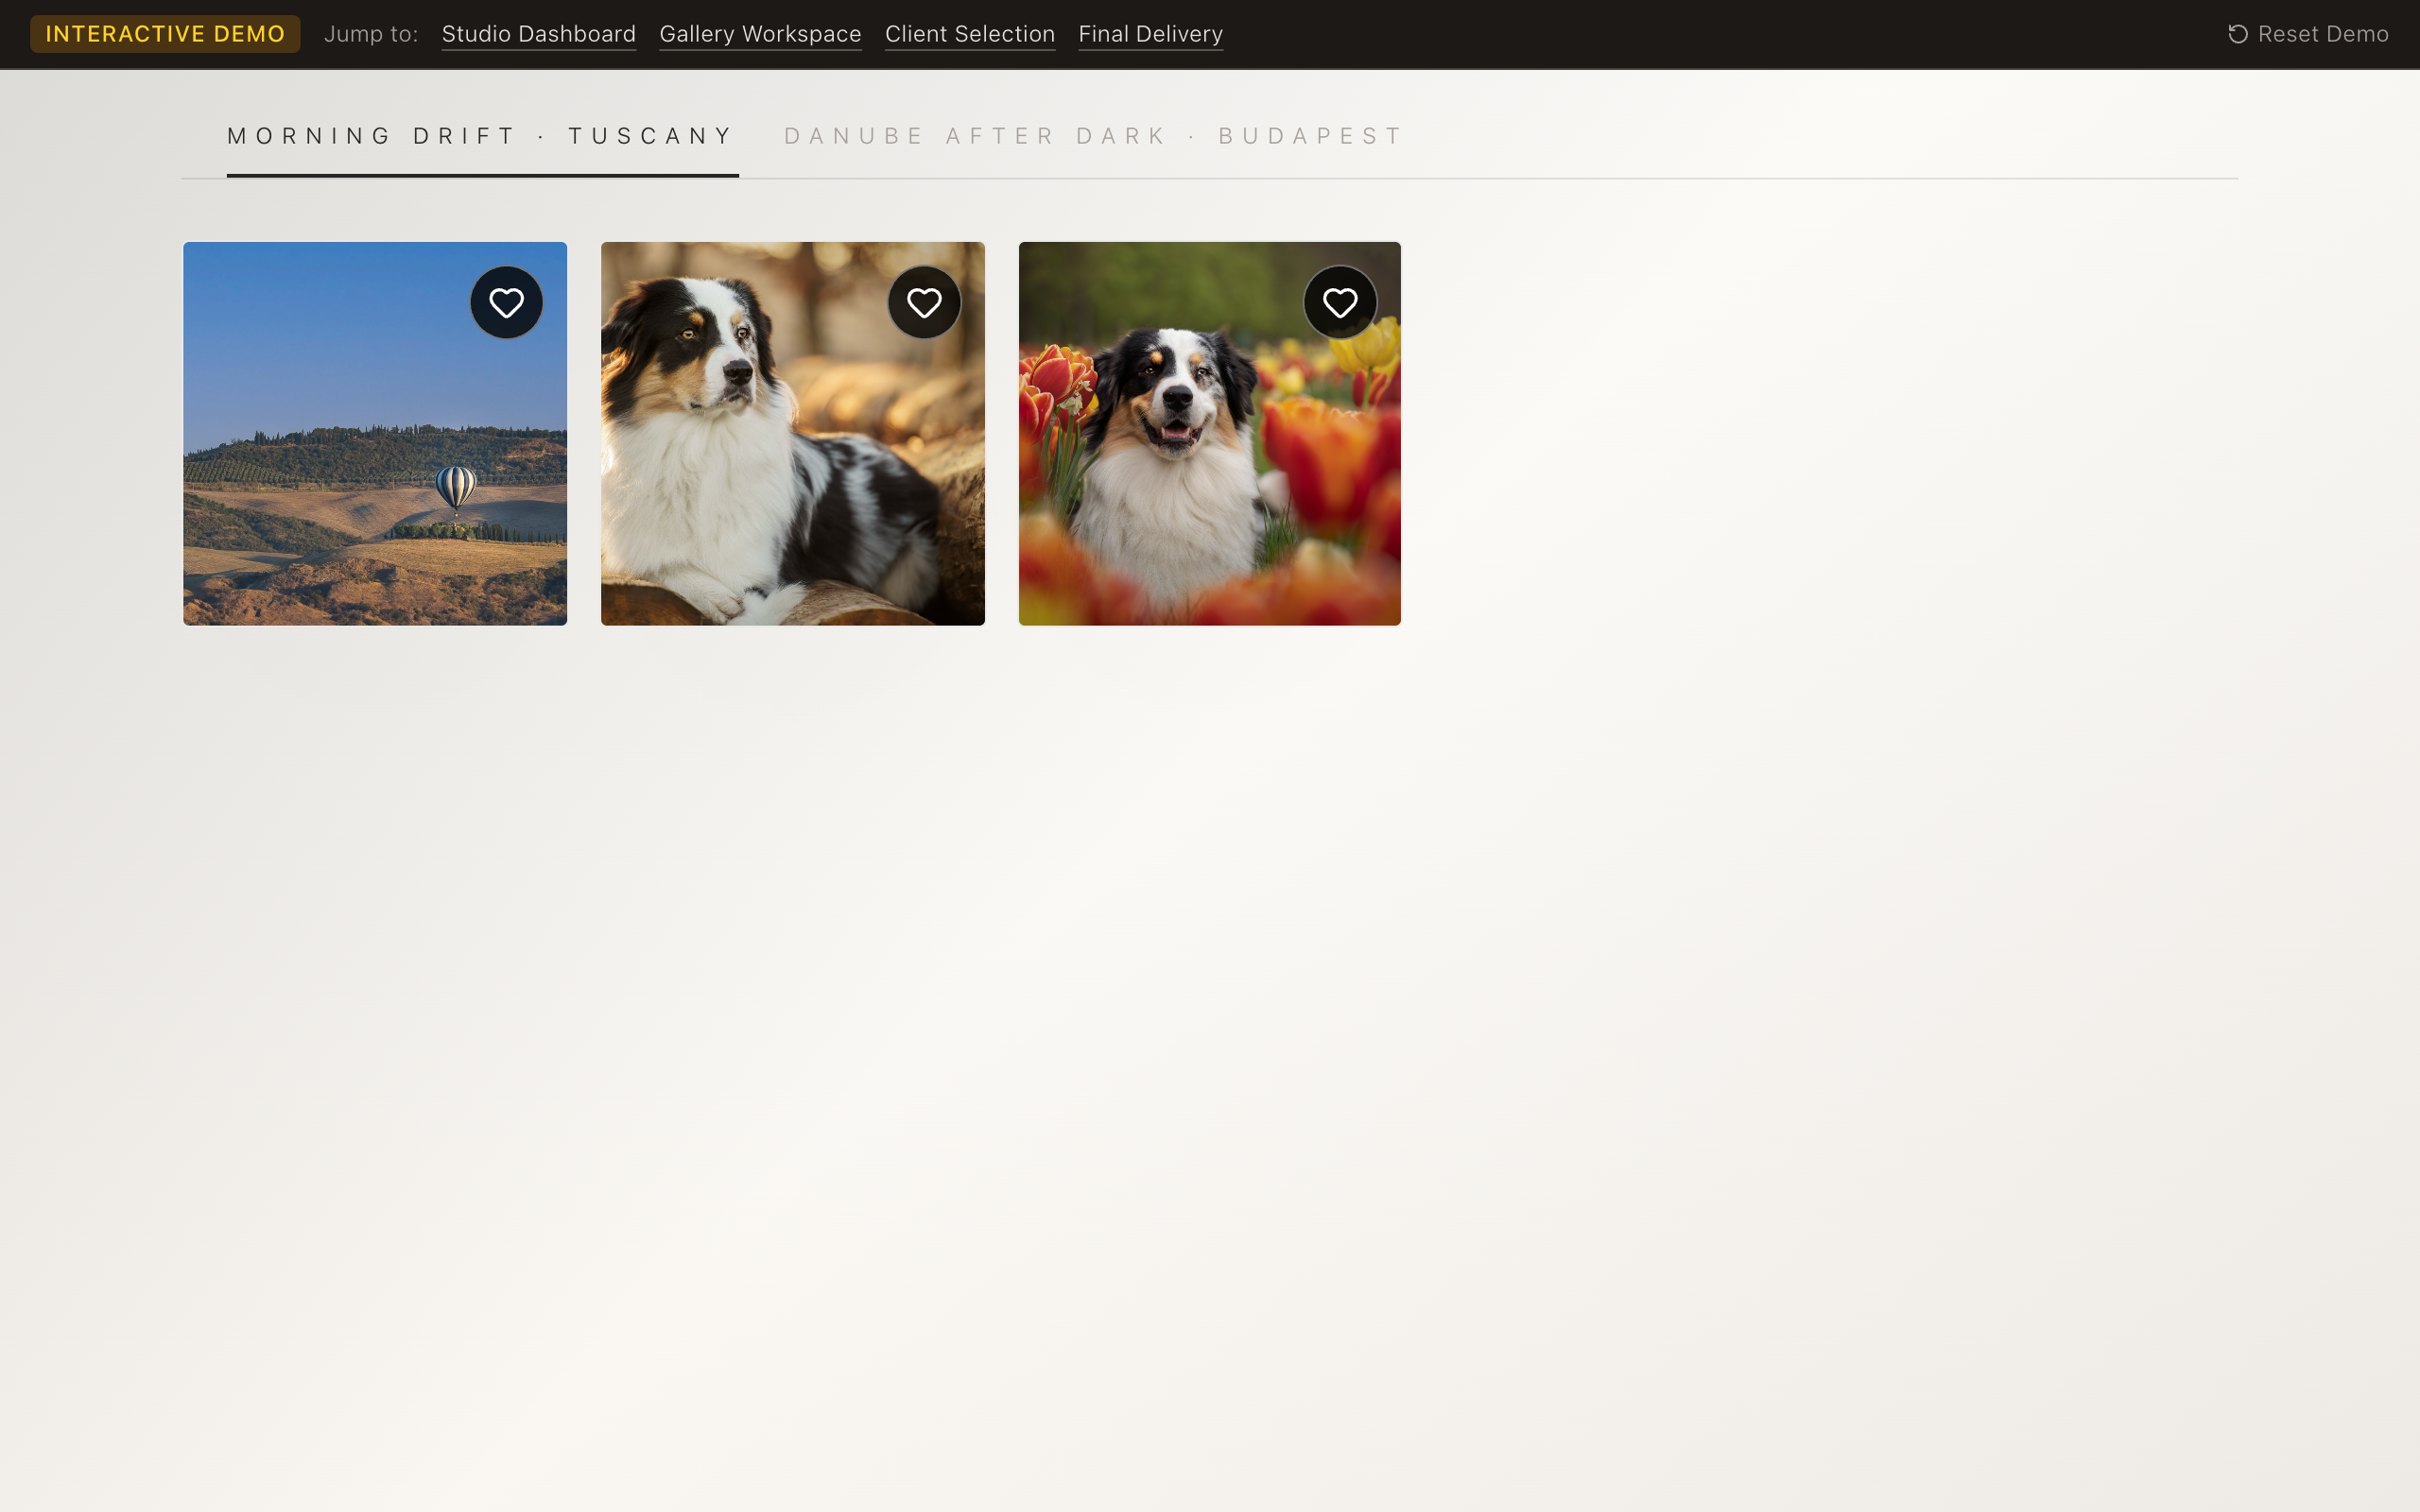 INTERACTIVE DEMO Jump to: Studio Dashboard Gallery Workspace Client Selection Final Delivery Reset Demo
MORNING DRIFT · TUSCANY DANUBE AFTER DARK · BUDAPEST